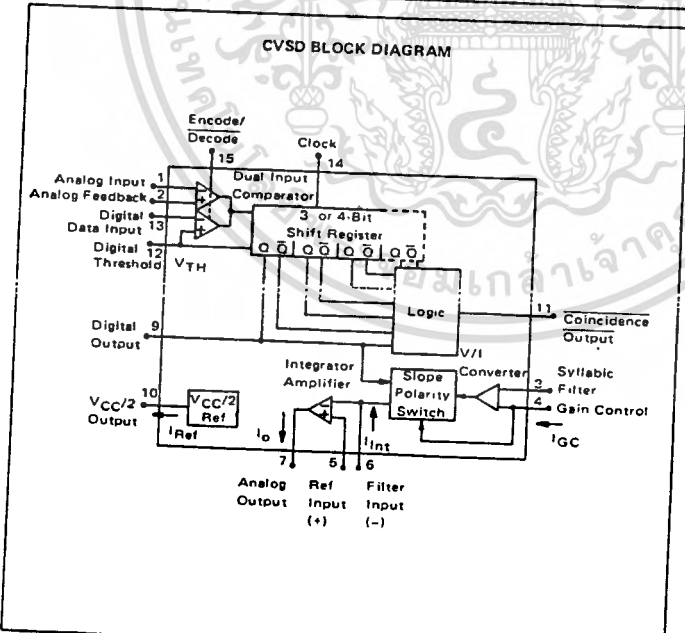 CVSD BLOCK DIAGRAM
Encode/
Decode
15
Clock
14
Analog Input 1
Analog Feedback 2
Digital
Data Input 13
Digital 12
Threshold
VTH
Dual Input
Comparator
3 or 4-Bit
Shift Register
Q Q Q Q Q Q Q Q
Logic
11 Coincidence
Output
Digital 9
Output
V/I
Converter
Integrator
Amplifier
Slope
Polarity
Switch
Syllabic
3 Filter
4 Gain Control
IGC
VCC/2 10
Output
VCC/2
Ref
IRef
Io
IInt
7 5 6
Analog Ref Filter
Output Input Input
(+) (-)